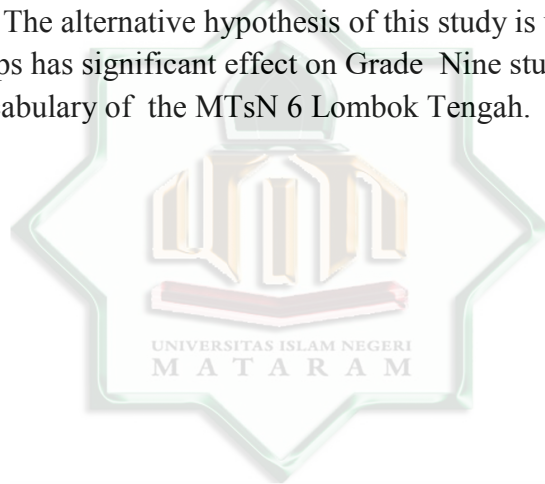 The alternative hypothesis of this study is
ps has significant effect on Grade Nine stu
abulary of the MTsN 6 Lombok Tengah.
UNIVERSITAS ISLAM NEGERI
MATARAM